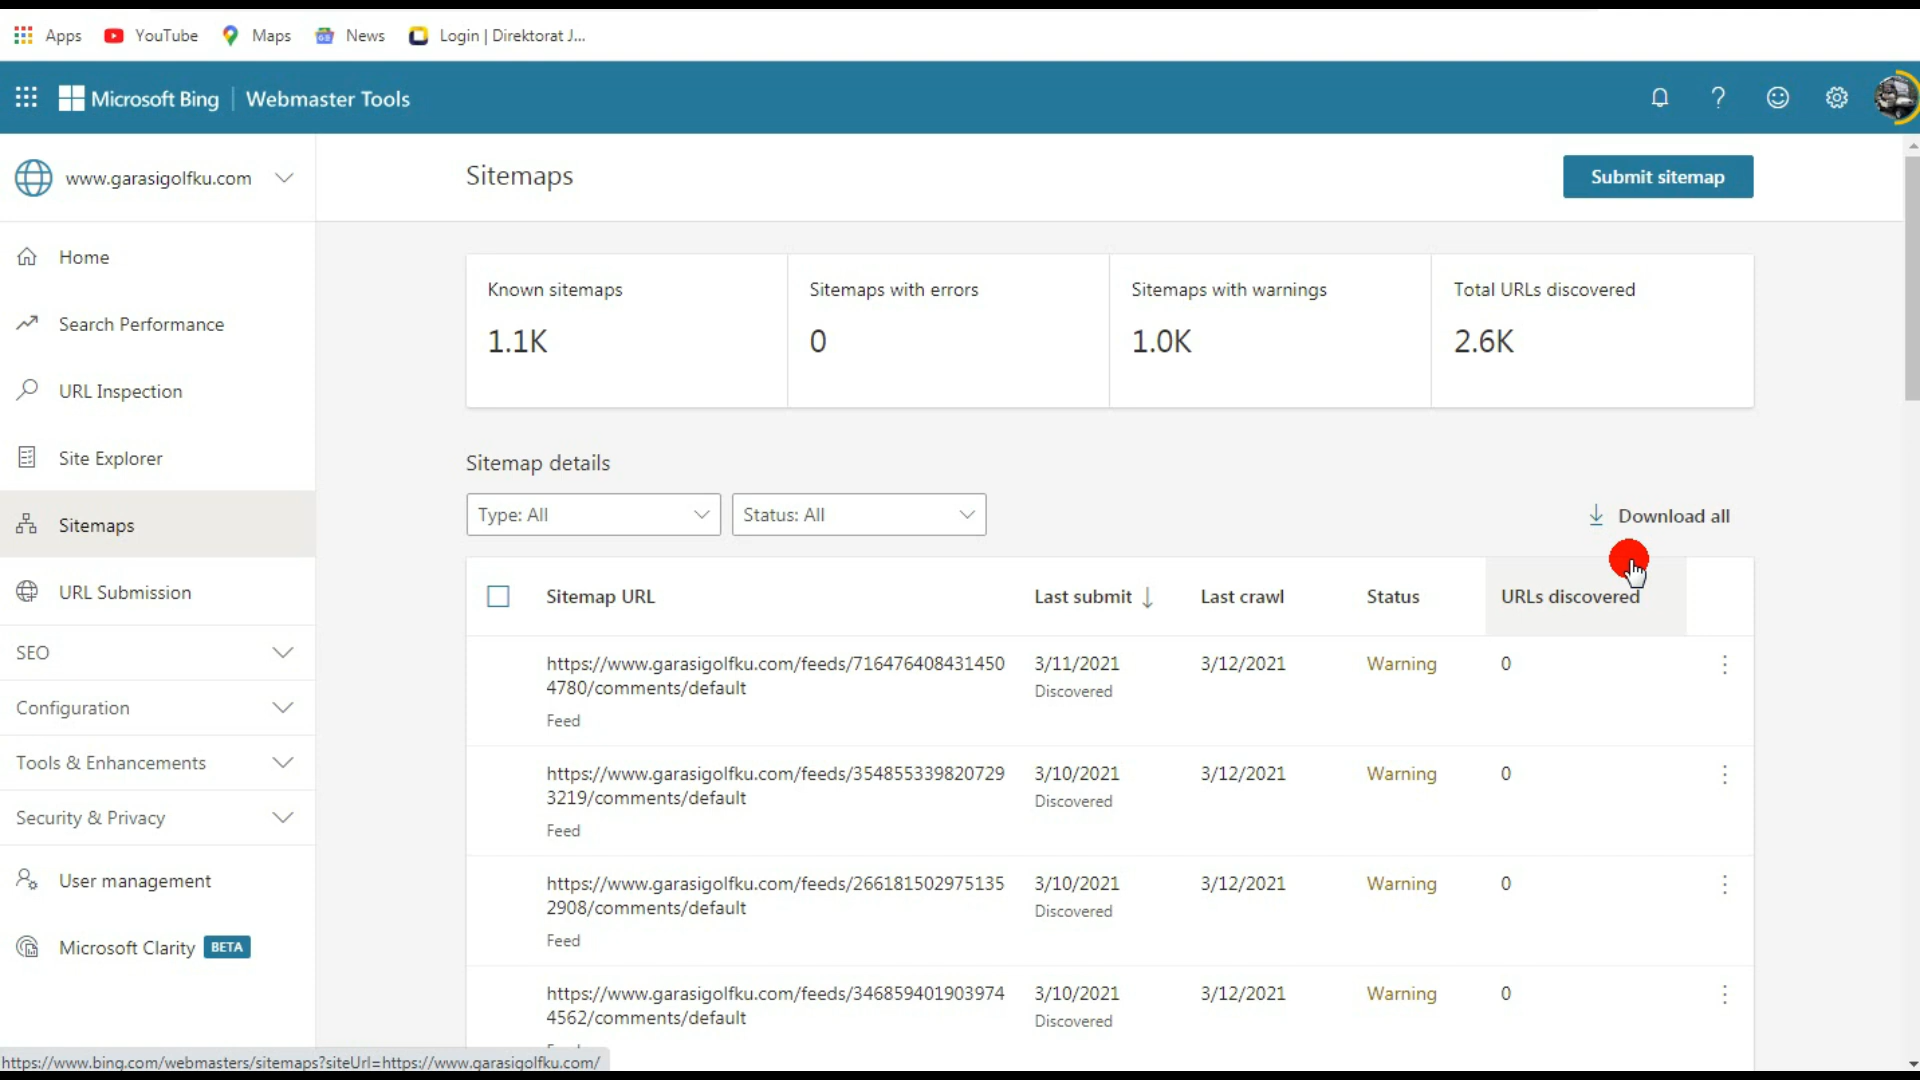 Apps YouTube Maps News Login | Direktorat J...
Microsoft Bing | Webmaster Tools
www.garasigolfku.com
Sitemaps
Submit sitemap
Home
Search Performance
URL Inspection
Site Explorer
Sitemaps
URL Submission
SEO
Configuration
Tools & Enhancements
Security & Privacy
User management
Microsoft Clarity BETA
Known sitemaps
1.1K
Sitemaps with errors
0
Sitemaps with warnings
1.0K
Total URLs discovered
2.6K
Sitemap details
Type: All
Status: All
Download all
Sitemap URL Last submit Last crawl Status URLs discovered
https://www.garasigolfku.com/feeds/716476408431450 3/11/2021 3/12/2021 Warning 0
4780/comments/default Discovered
Feed
https://www.garasigolfku.com/feeds/354855339820729 3/10/2021 3/12/2021 Warning 0
3219/comments/default Discovered
Feed
https://www.garasigolfku.com/feeds/266181502975135 3/10/2021 3/12/2021 Warning 0
2908/comments/default Discovered
Feed
https://www.garasigolfku.com/feeds/346859401903974 3/10/2021 3/12/2021 Warning 0
4562/comments/default Discovered
https://www.bing.com/webmasters/sitemaps?siteUrl=https://www.garasigolfku.com/